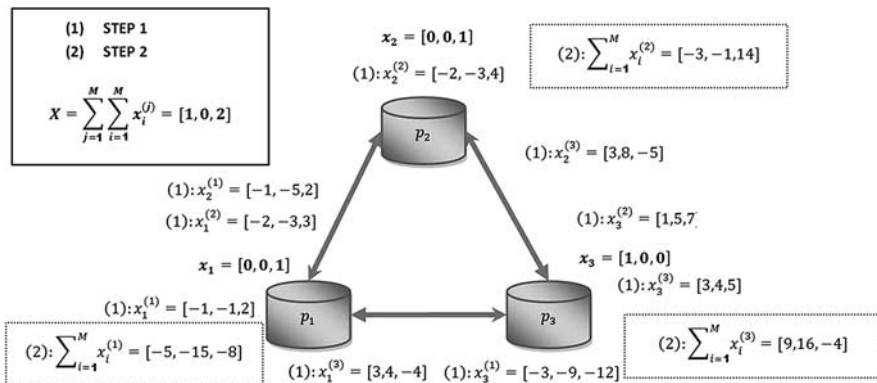 (1) STEP 1
(2) STEP 2
X = \sum_{j=1}^{M} \sum_{i=1}^{M} x_i^{(j)} = [1, 0, 2]
x_2 = [0, 0, 1]
(1): x_2^{(2)} = [-2, -3,4]
(2): \sum_{i=1}^{M} x_i^{(2)} = [-3, -1,14]
p_2
(1): x_2^{(3)} = [3,8, -5]
(1): x_2^{(1)} = [-1, -5,2]
(1): x_1^{(2)} = [-2, -3,3]
(1): x_3^{(2)} = [1,5,7
x_1 = [0, 0, 1]
x_3 = [1, 0, 0]
(1): x_3^{(3)} = [3,4,5]
(1): x_1^{(1)} = [-1, -1,2]
p_1
p_3
(2): \sum_{i=1}^{M} x_i^{(1)} = [-5, -15, -8]
(2): \sum_{i=1}^{M} x_i^{(3)} = [9,16, -4]
(1): x_1^{(3)} = [3,4, -4]
(1): x_3^{(1)} = [-3, -9, -12]